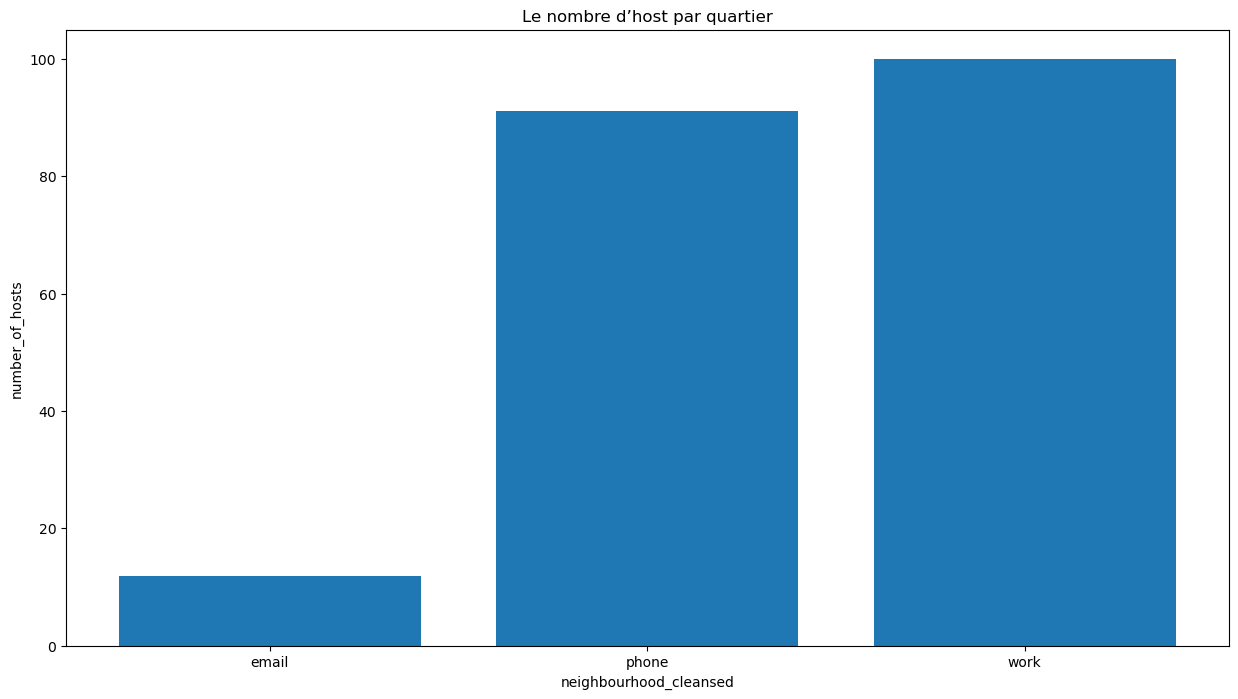 Le nombre d’host par quartier
100
80
60
40
20
0
number_of_hosts
email
phone
work
neighbourhood_cleansed